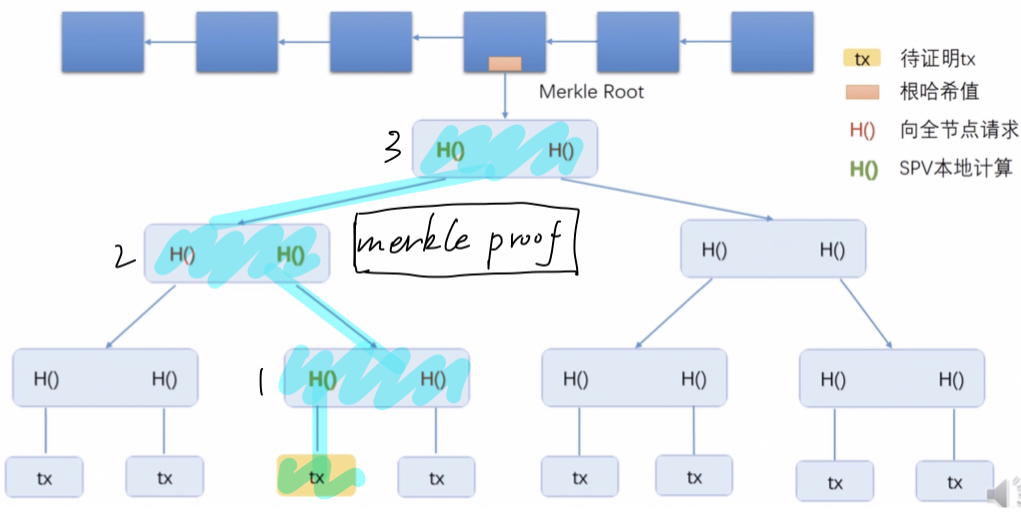 Merkle Root
tx 待证明tx
根哈希值
H() 向全节点请求
H() SPV本地计算
3 H() H()
2 H() H() merkle proof H() H()
H() H() 1 H() H() H() H() H() H()
tx tx tx tx tx tx tx tx